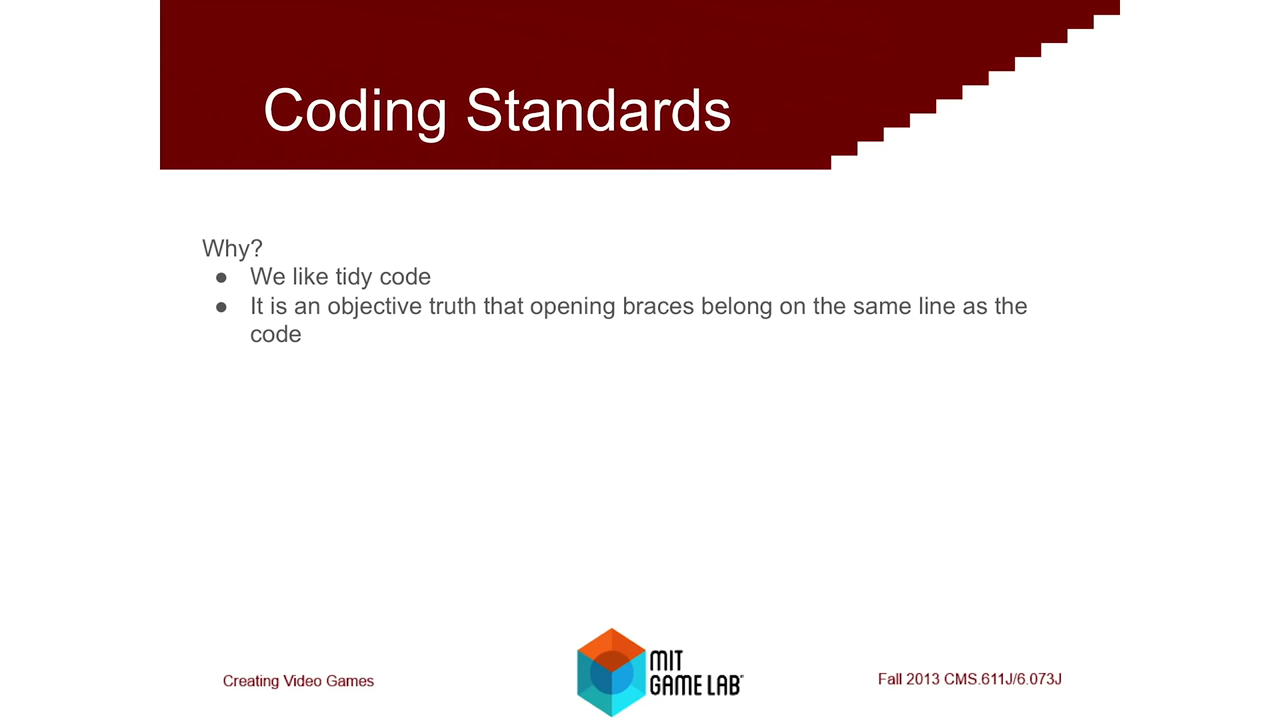 Coding Standards
Why?
● We like tidy code
● It is an objective truth that opening braces belong on the same line as the
code
Creating Video Games
MIT
GAME LAB
Fall 2013 CMS.611J/6.073J